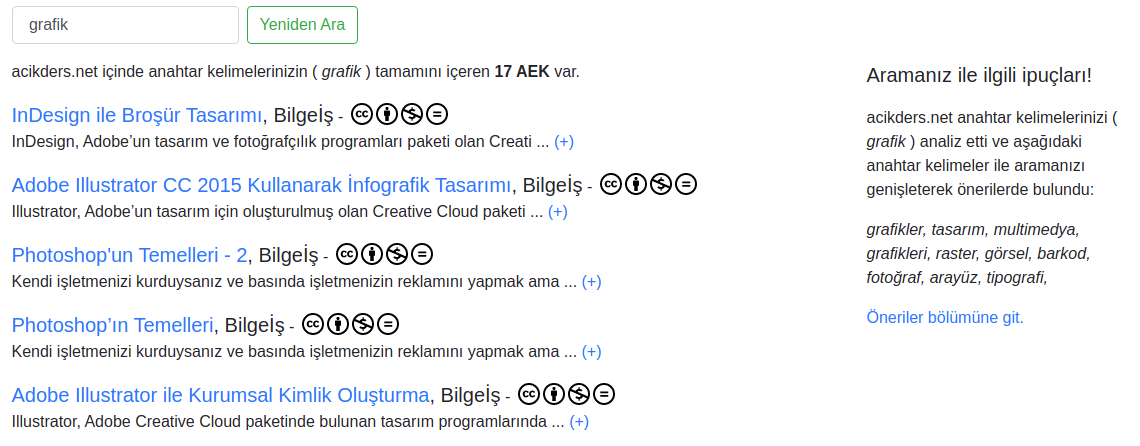 grafik
Yeniden Ara
acikders.net içinde anahtar kelimelerinizin ( grafik ) tamamını içeren 17 AEK var.
InDesign ile Broşür Tasarımı, Bilgeİş -
InDesign, Adobe’un tasarım ve fotoğrafçılık programları paketi olan Creati ... (+)
Adobe Illustrator CC 2015 Kullanarak İnfografik Tasarımı, Bilgeİş -
Illustrator, Adobe’un tasarım için oluşturulmuş olan Creative Cloud paketi ... (+)
Photoshop'un Temelleri - 2, Bilgeİş -
Kendi işletmenizi kurduysanız ve basında işletmenizin reklamını yapmak ama ... (+)
Photoshop’ın Temelleri, Bilgeİş -
Kendi işletmenizi kurduysanız ve basında işletmenizin reklamını yapmak ama ... (+)
Adobe Illustrator ile Kurumsal Kimlik Oluşturma, Bilgeİş -
Illustrator, Adobe Creative Cloud paketinde bulunan tasarım programlarında ... (+)
Aramanız ile ilgili ipuçları!
acikders.net anahtar kelimelerinizi (
grafik ) analiz etti ve aşağıdaki
anahtar kelimeler ile aramanızı
genişleterek önerilerde bulundu:
grafikler, tasarım, multimedya,
grafikleri, raster, görsel, barkod,
fotoğraf, arayüz, tipografi,
Öneriler bölümüne git.